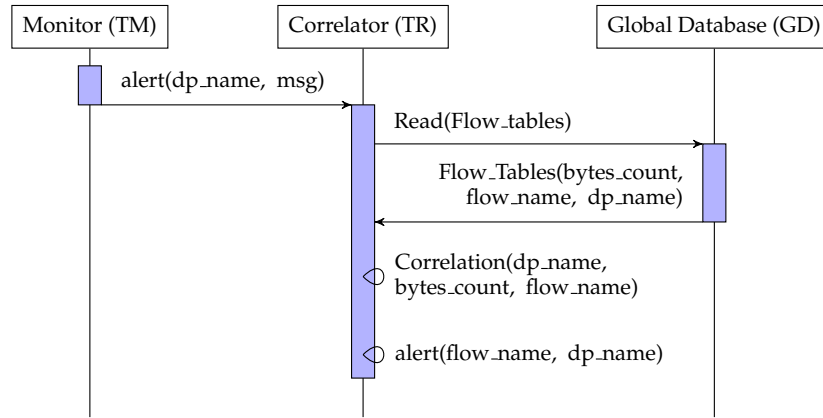 Monitor (TM)
Correlator (TR)
Global Database (GD)
alert(dp_name, msg)
Read(Flow_tables)
Flow_Tables(bytes_count,
flow_name, dp_name)
Correlation(dp_name,
bytes_count, flow_name)
alert(flow_name, dp_name)